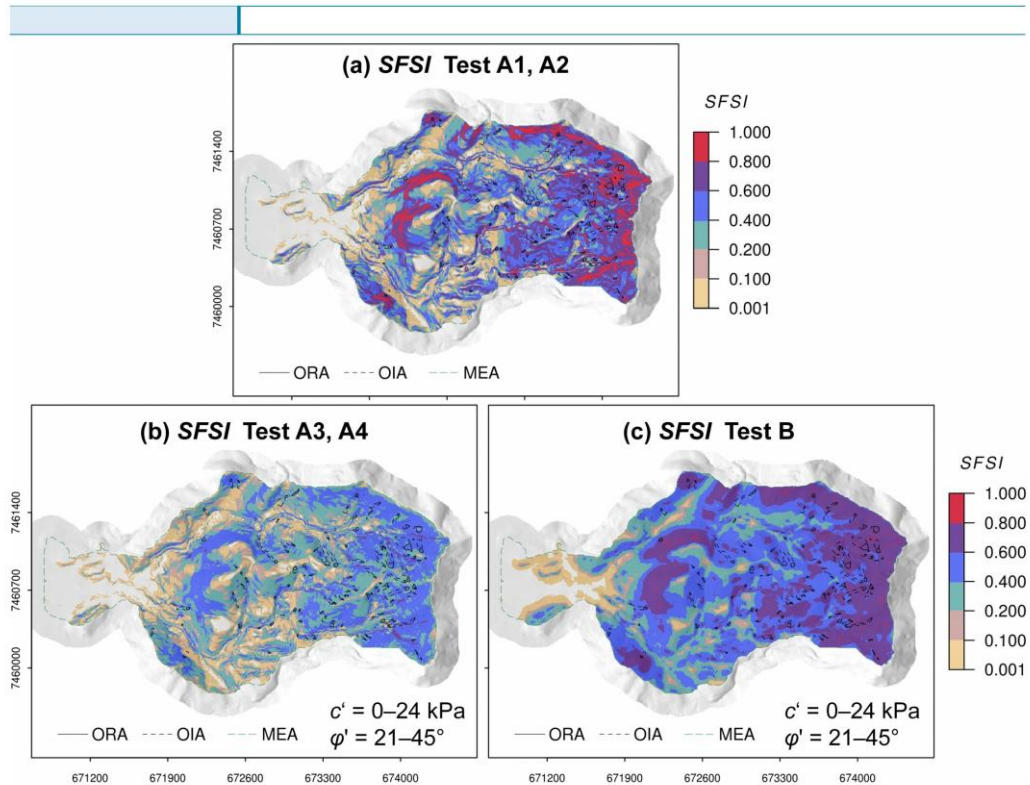 (a) SFSI Test A1, A2
SFSI
1.000
0.800
0.600
0.400
0.200
0.100
0.001
7461400
7460700
7460000
ORA OIA MEA
(b) SFSI Test A3, A4
7461400
7460700
7460000
c' = 0–24 kPa
φ' = 21–45°
ORA OIA MEA
671200 671900 672600 673300 674000
(c) SFSI Test B
SFSI
1.000
0.800
0.600
0.400
0.200
0.100
0.001
c' = 0–24 kPa
φ' = 21–45°
ORA OIA MEA
671200 671900 672600 673300 674000